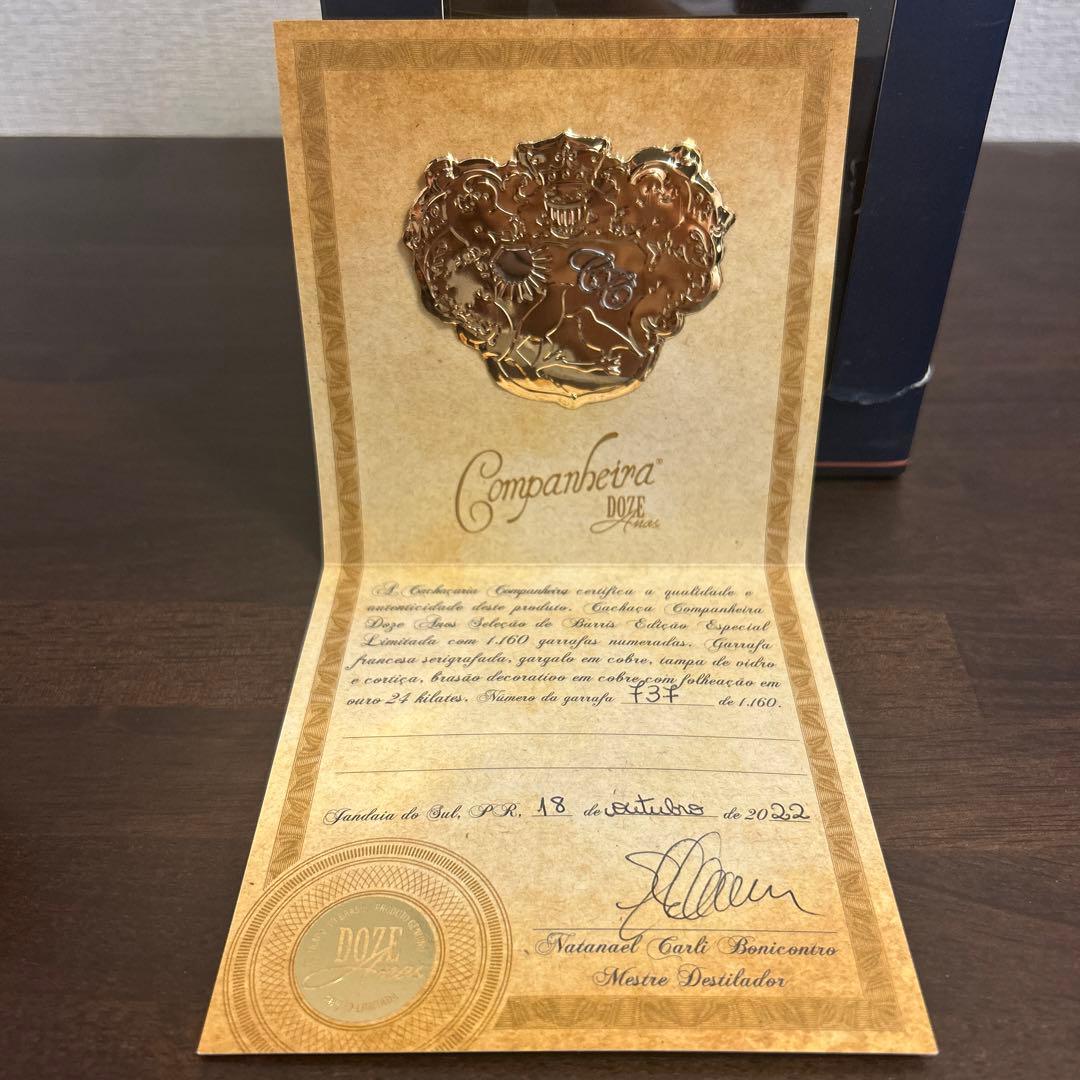 CC
Companheira®
DOZE
Anos
A Cachaçaria Companheira certifica a qualidade e
autenticidade deste produto. Cachaça Companheira
Doze Anos Seleção de Barris Edição Especial
Limitada com 1.160 garrafas numeradas. Garrafa
francesa serigrafada, gargalo em cobre, tampa de vidro
e cortiça, brasão decorativo em cobre com folheação em
ouro 24 kilates. Número da garrafa 737 de 1.160.
Jandaia do Sul, PR, 18 de outubro de 2022
Natanael Carli Bonicontro
Mestre Destilador
DOZE
Anos